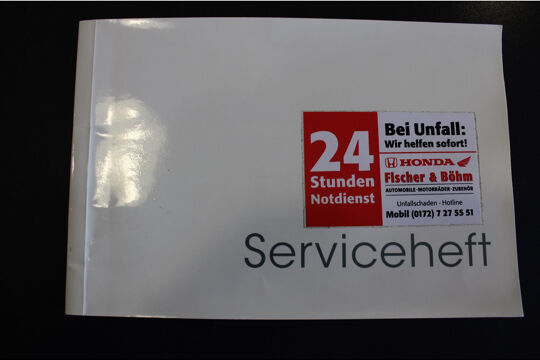 24
Stunden
Notdienst
Bei Unfall:
Wir helfen sofort!
HONDA
Fischer & Böhm
AUTOMOBILE-MOTORRÄDER-ZUBEHÖR
Unfallschaden - Hotline
Mobil (0172) 7 27 55 51
Serviceheft